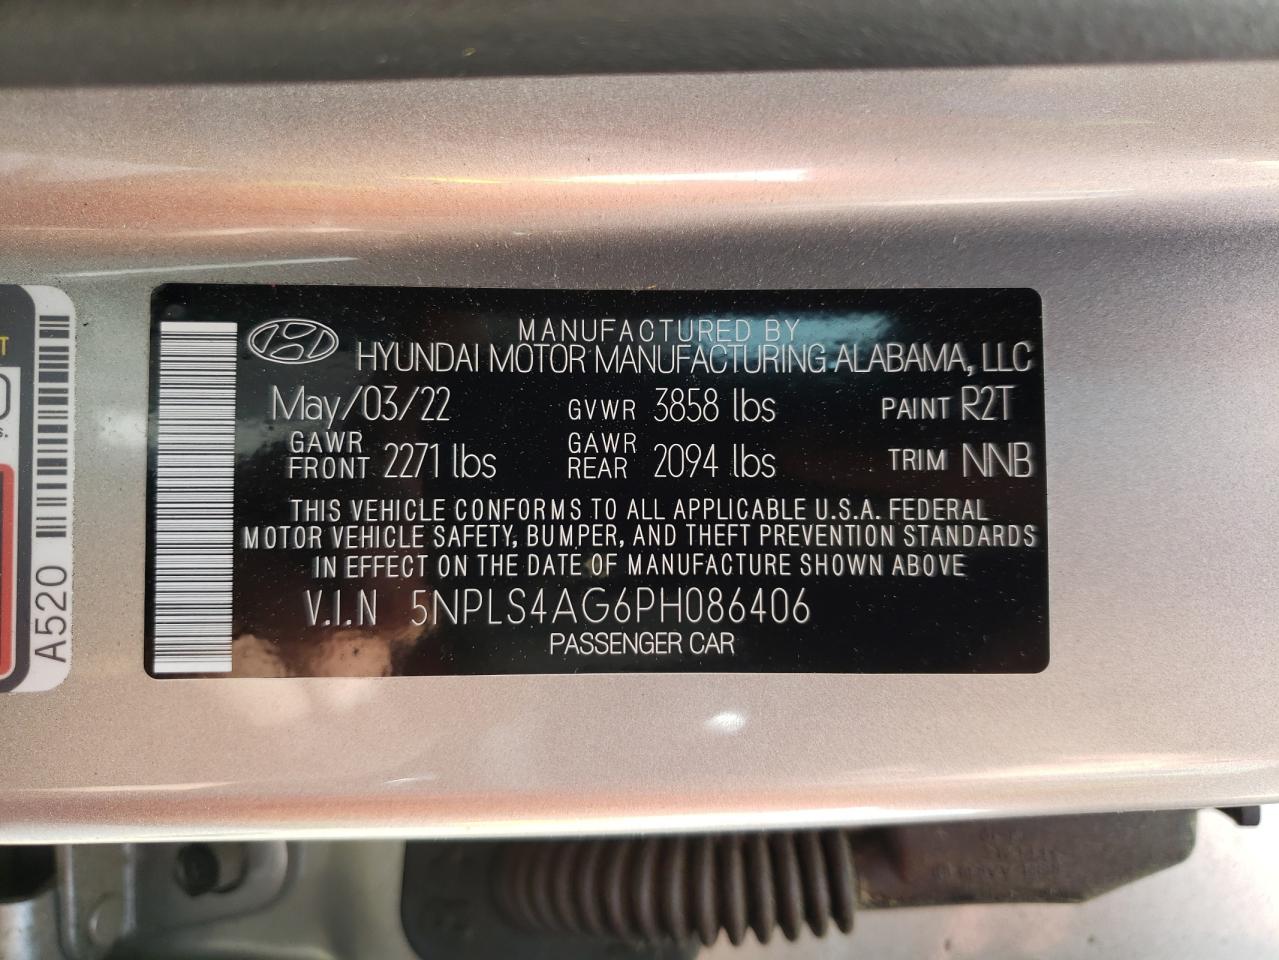 MANUFACTURED BY
HYUNDAI MOTOR MANUFACTURING ALABAMA, LLC
May/03/22 GVWR 3858 lbs PAINT R2T
GAWR FRONT 2271 lbs GAWR REAR 2094 lbs TRIM NNB
THIS VEHICLE CONFORMS TO ALL APPLICABLE U.S.A. FEDERAL
MOTOR VEHICLE SAFETY, BUMPER, AND THEFT PREVENTION STANDARDS
IN EFFECT ON THE DATE OF MANUFACTURE SHOWN ABOVE
V.I.N 5NPLS4AG6PH086406
PASSENGER CAR
A520